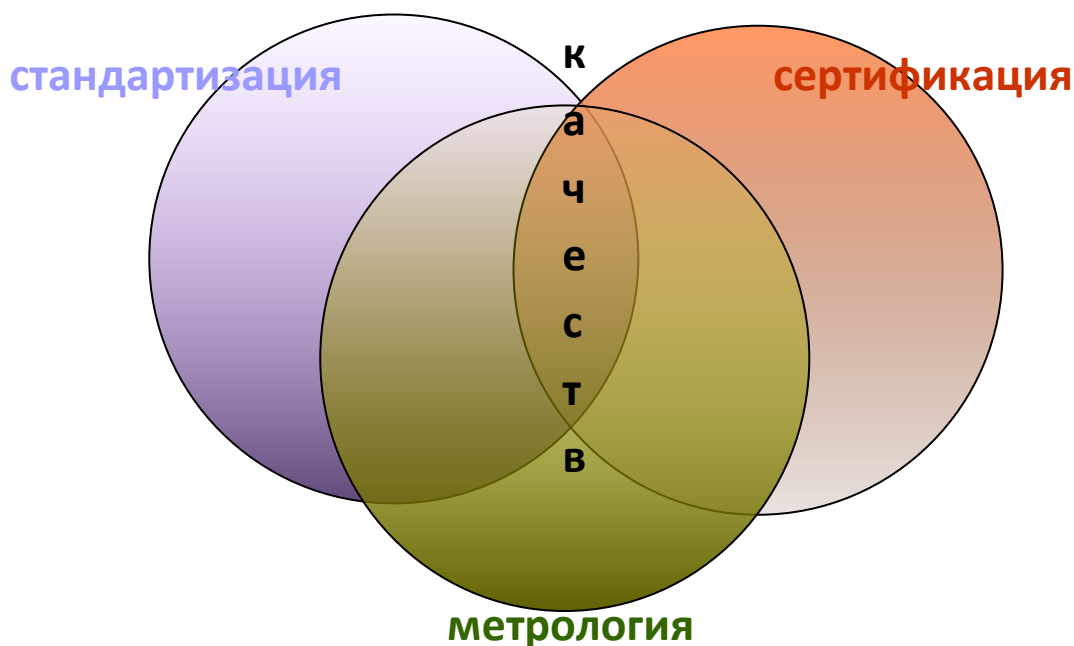 стандартизация
сертификация
к
а
ч
е
с
т
в
метрология